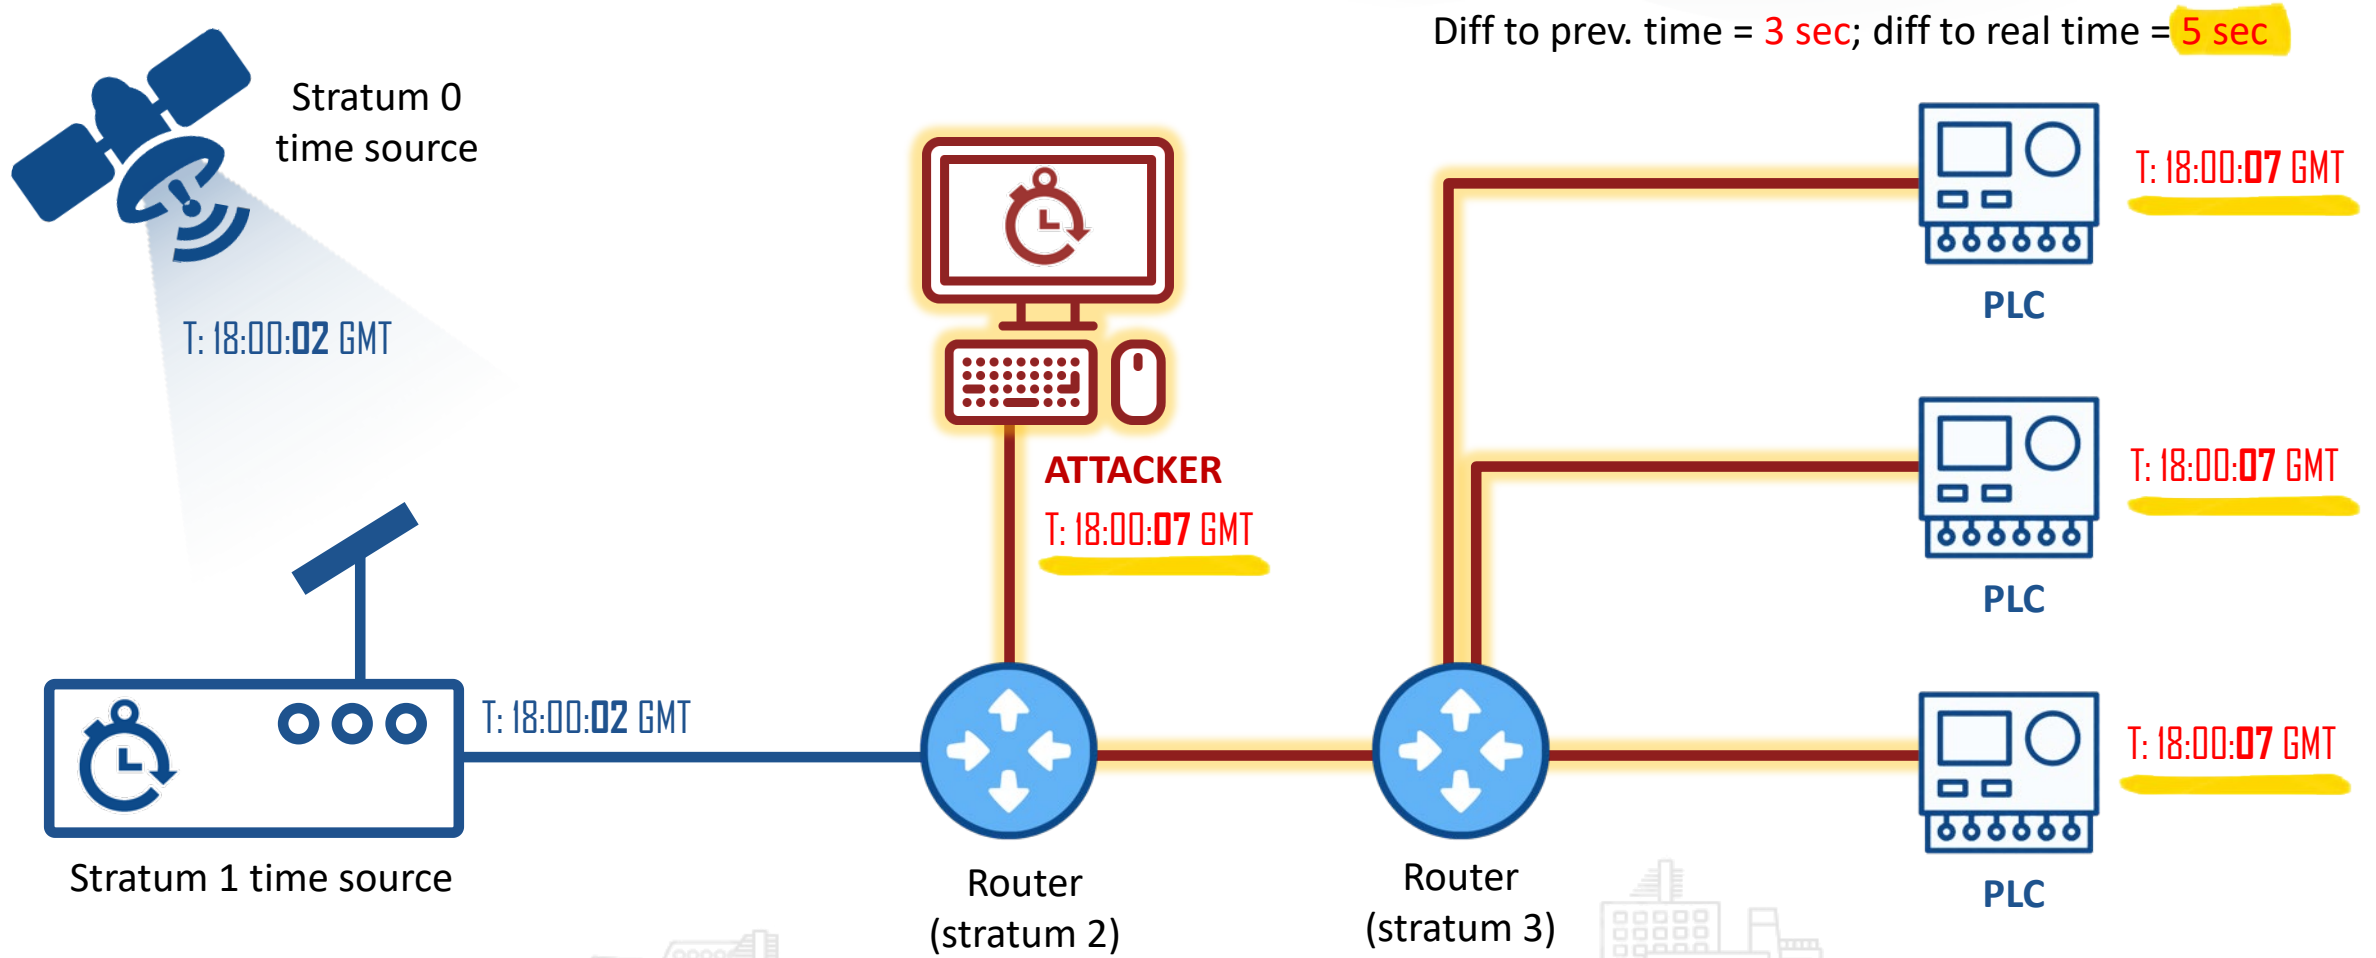 Diff to prev. time = 3 sec; diff to real time = 5 sec
Stratum 0
time source
T: 18:00:02 GMT
T: 18:00:02 GMT
Stratum 1 time source
ATTACKER
T: 18:00:07 GMT
Router
(stratum 2)
Router
(stratum 3)
T: 18:00:07 GMT
PLC
T: 18:00:07 GMT
PLC
T: 18:00:07 GMT
PLC